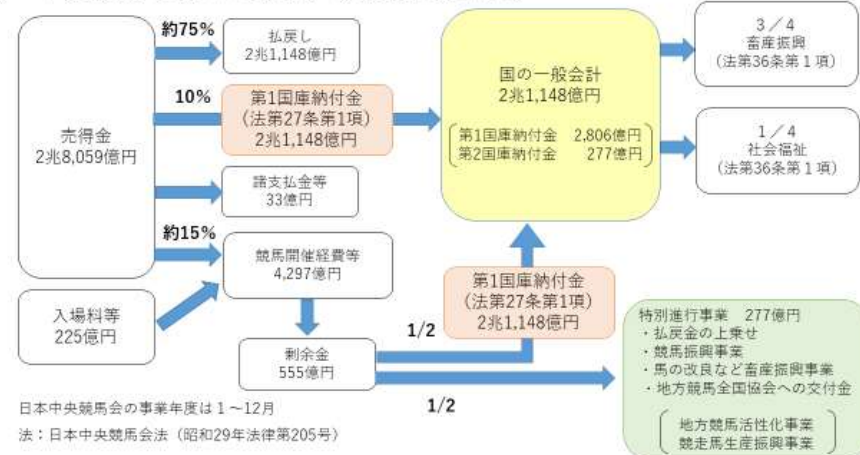 約75%
払戻し
2兆1,148億円
10%
第1国庫納付金
(法第27条第1項)
2兆1,148億円
売得金
2兆8,059億円
諸支払金等
33億円
約15%
競馬開催経費等
4,297億円
入場料等
225億円
剰余金
555億円
1/2
1/2
国の一般会計
2兆1,148億円
第1国庫納付金 2,806億円
第2国庫納付金 277億円
3/4
畜産振興
(法第36条第1項)
1/4
社会福祉
(法第36条第1項)
第1国庫納付金
(法第27条第1項)
2兆1,148億円
特別進行事業 277億円
・払戻金の上乗せ
・競馬振興事業
・馬の改良など畜産振興事業
・地方競馬全国協会への交付金
地方競馬活性化事業
競走馬生産振興事業
日本中央競馬会の事業年度は1〜12月
法:日本中央競馬会法(昭和29年法律第205号)